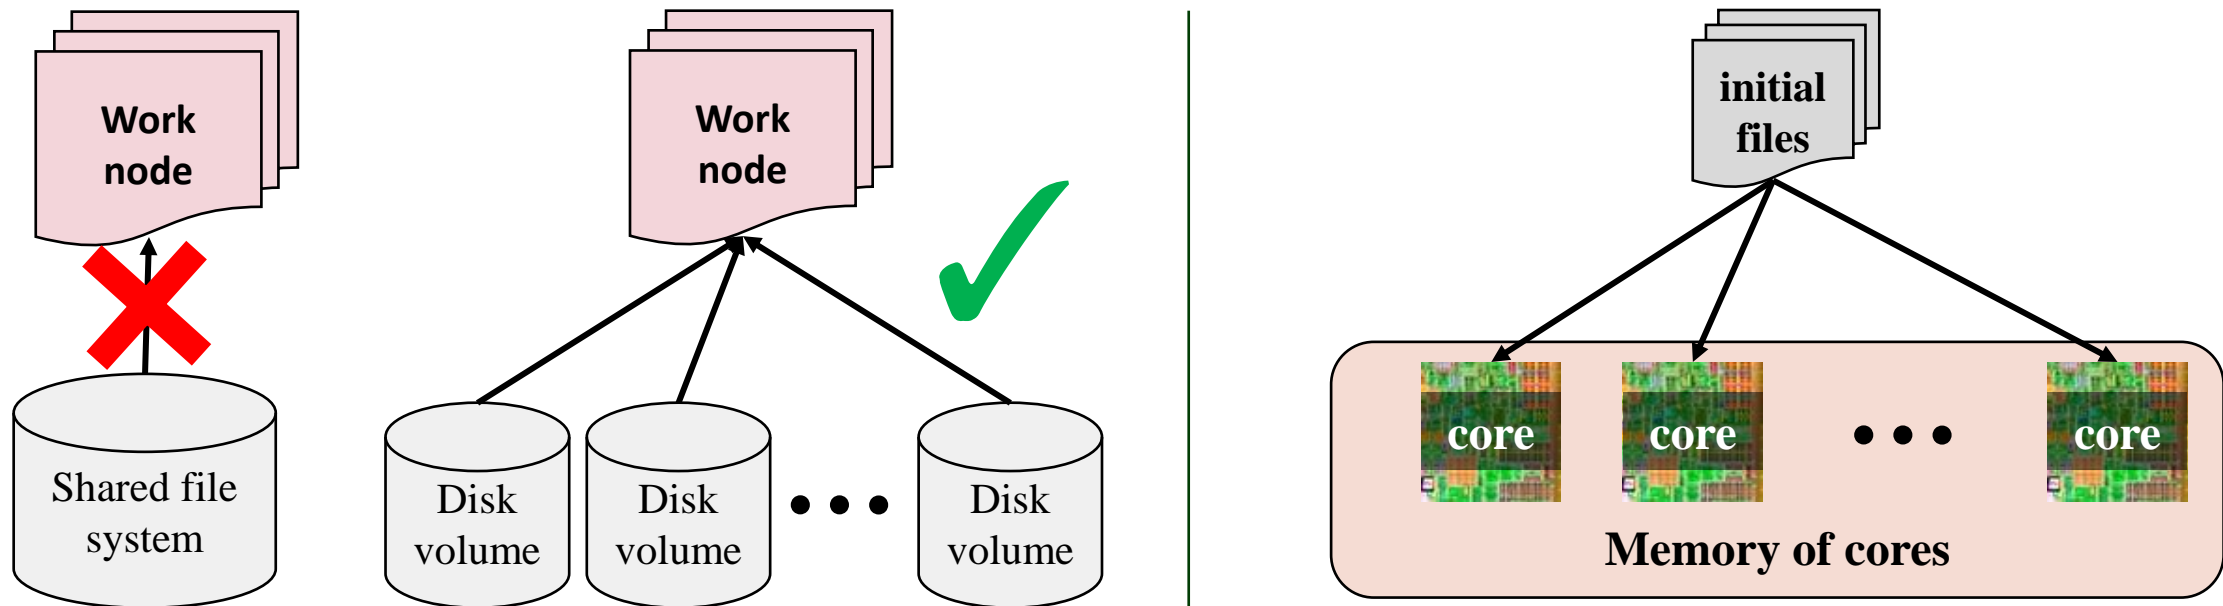 Work
node
Shared file
system
Work
node
Disk
volume
Disk
volume
Disk
volume
initial
files
core
core
core
Memory of cores